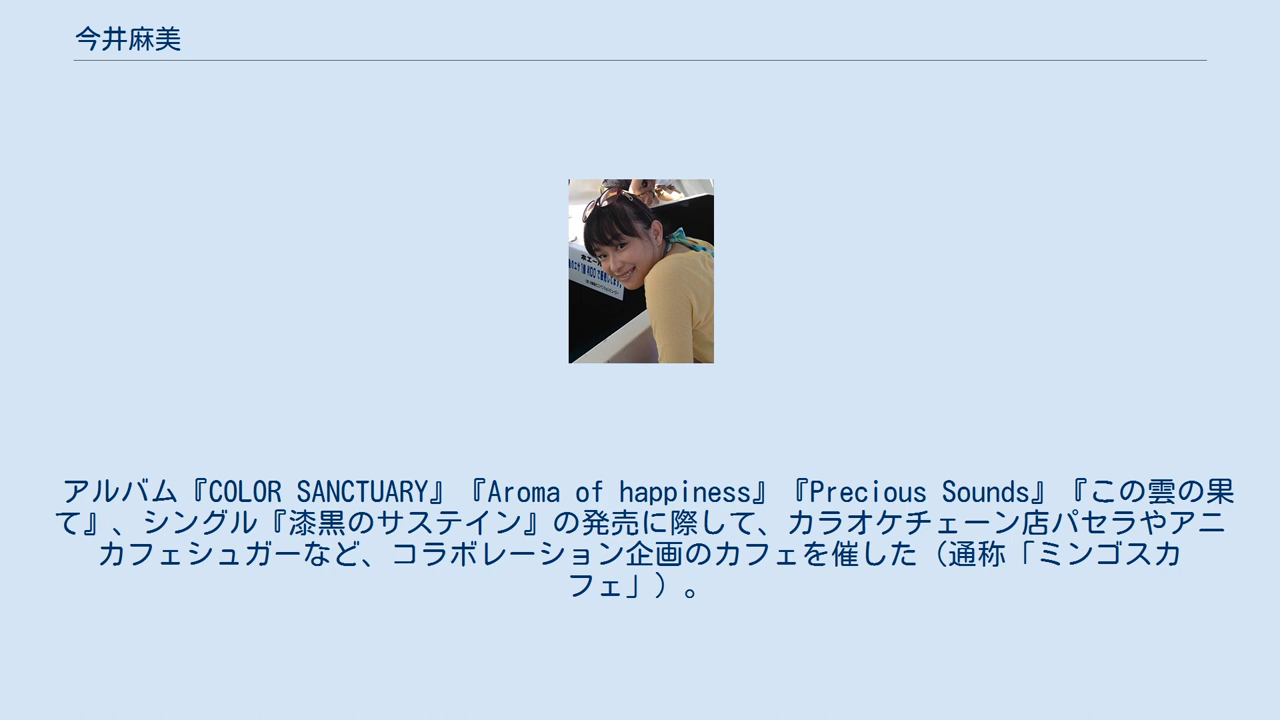 今井麻美
アルバム『COLOR SANCTUARY』『Aroma of happiness』『Precious Sounds』『この雲の果
て』、シングル『漆黒のサステイン』の発売に際して、カラオケチェーン店パセラやアニ
カフェシュガーなど、コラボレーション企画のカフェを催した（通称「ミンゴスカ
フェ」）。